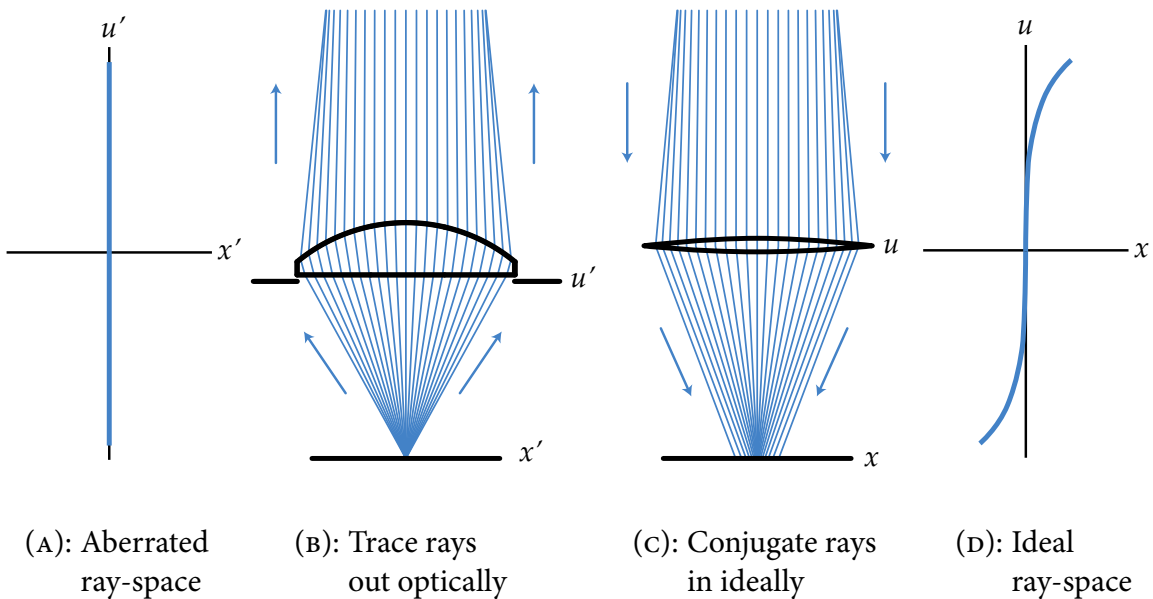 u′
x′
u′
x′
u
x
u
x
(A): Aberrated
ray-space
(B): Trace rays
out optically
(C): Conjugate rays
in ideally
(D): Ideal
ray-space